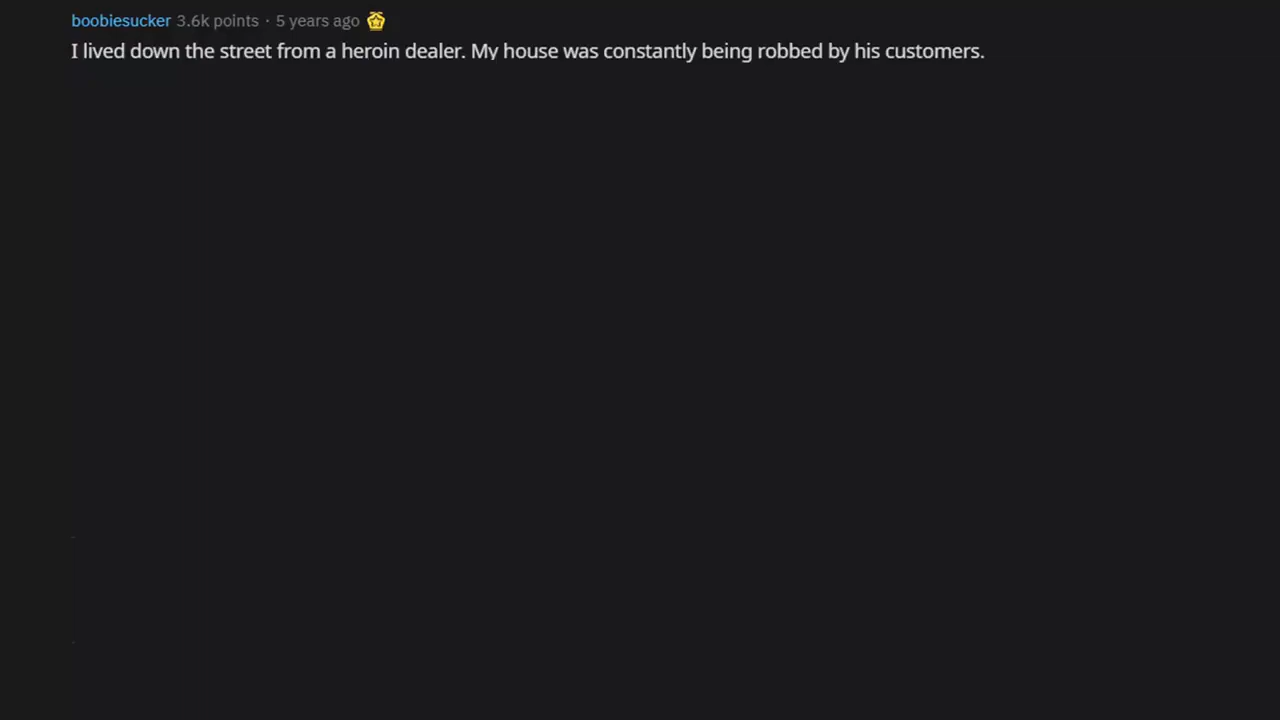 boobiesucker 3.6k points · 5 years ago
I lived down the street from a heroin dealer. My house was constantly being robbed by his customers.